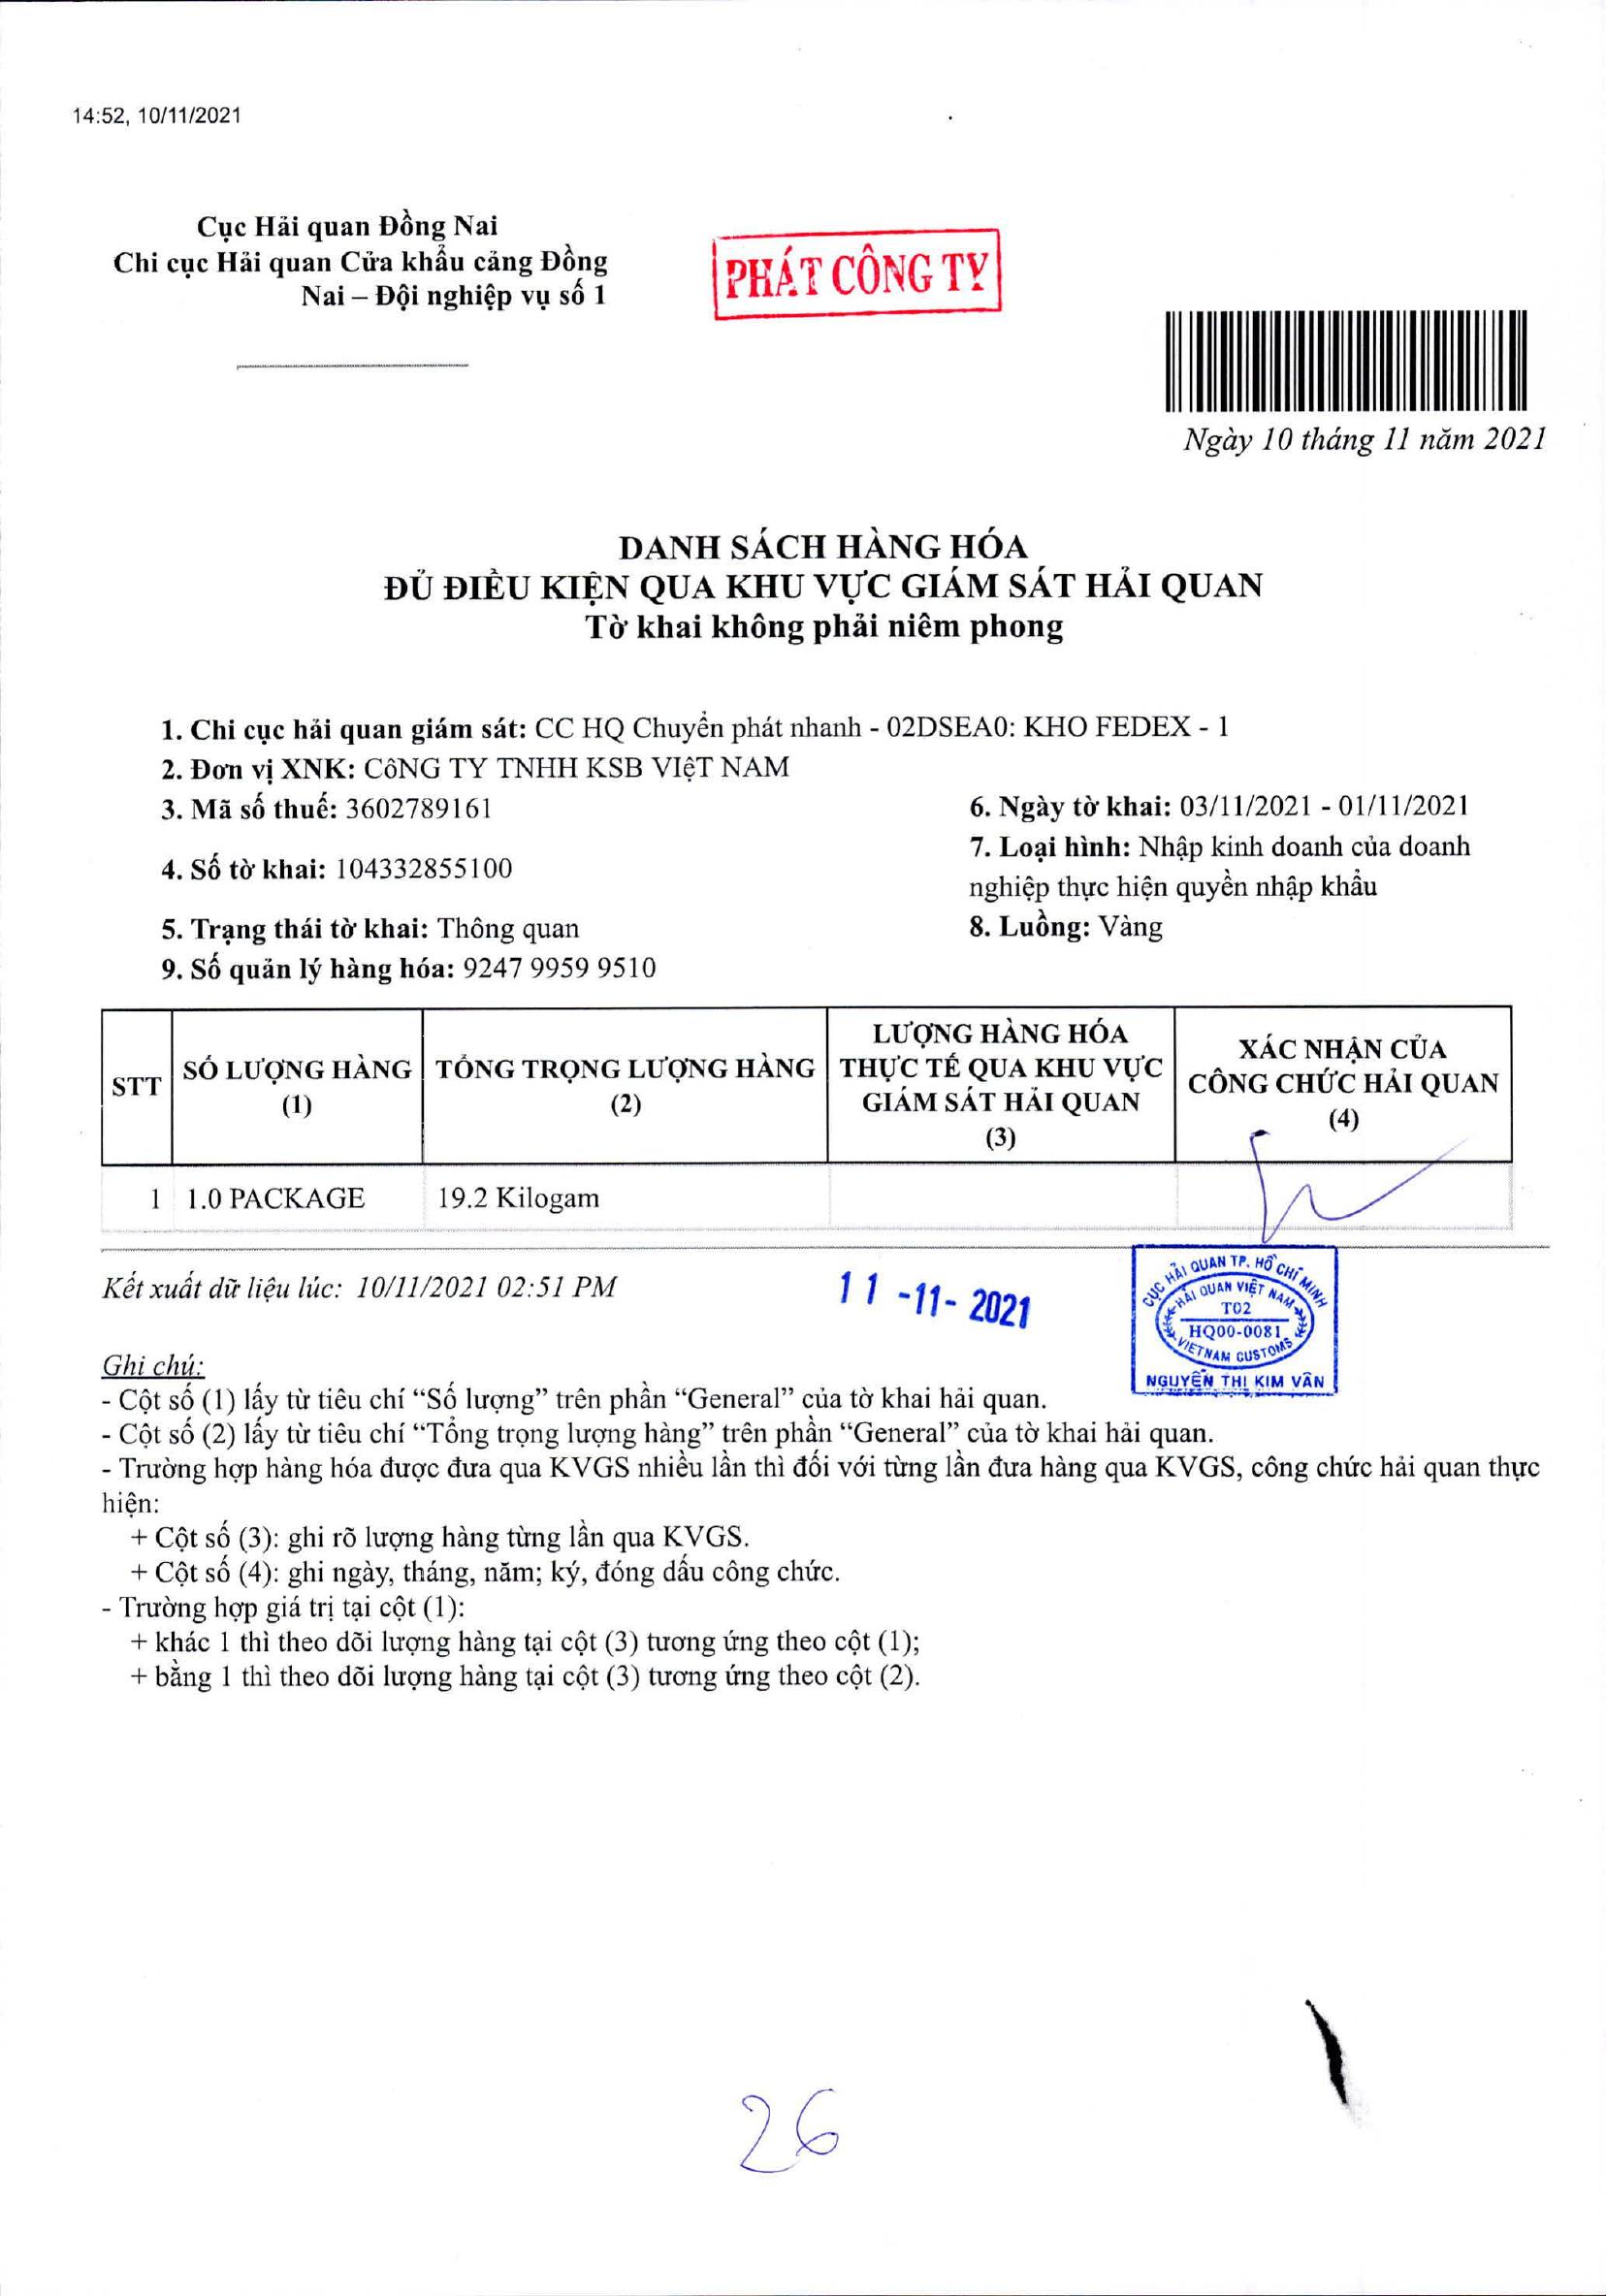 14:52, 10/11/2021
Cục Hải quan Đồng Nai
Chi cục Hải quan Cửa khẩu cảng Đồng
Nai – Đội nghiệp vụ số 1
PHÁT CÔNG TY
Ngày 10 tháng 11 năm 2021
DANH SÁCH HÀNG HÓA
ĐỦ ĐIỀU KIỆN QUA KHU VỰC GIÁM SÁT HẢI QUAN
Tờ khai không phải niêm phong
1. Chi cục hải quan giám sát: CC HQ Chuyển phát nhanh - 02DSEA0: KHO FEDEX - 1
2. Đơn vị XNK: CôNG TY TNHH KSB VIệT NAM
3. Mã số thuế: 3602789161
6. Ngày tờ khai: 03/11/2021 - 01/11/2021
4. Số tờ khai: 104332855100
7. Loại hình: Nhập kinh doanh của doanh
nghiệp thực hiện quyền nhập khẩu
5. Trạng thái tờ khai: Thông quan
8. Luồng: Vàng
9. Số quản lý hàng hóa: 9247 9959 9510
STT
SỐ LƯỢNG HÀNG
(1)
TỔNG TRỌNG LƯỢNG HÀNG
(2)
LƯỢNG HÀNG HÓA
THỰC TẾ QUA KHU VỰC
GIÁM SÁT HẢI QUAN
(3)
XÁC NHẬN CỦA
CÔNG CHỨC HẢI QUAN
(4)
1 1.0 PACKAGE 19.2 Kilogam
Kết xuất dữ liệu lúc: 10/11/2021 02:51 PM
11 -11- 2021
CỤC HẢI QUAN TP. HỒ CHÍ MINH
HẢI QUAN VIỆT NAM
T02
HQ00-0081
VIETNAM CUSTOMS
NGUYỄN THỊ KIM VÂN
Ghi chú:
- Cột số (1) lấy từ tiêu chí “Số lượng” trên phần “General” của tờ khai hải quan.
- Cột số (2) lấy từ tiêu chí “Tổng trọng lượng hàng” trên phần “General” của tờ khai hải quan.
- Trường hợp hàng hóa được đưa qua KVGS nhiều lần thì đối với từng lần đưa hàng qua KVGS, công chức hải quan thực
hiện:
+ Cột số (3): ghi rõ lượng hàng từng lần qua KVGS.
+ Cột số (4): ghi ngày, tháng, năm; ký, đóng dấu công chức.
- Trường hợp giá trị tại cột (1):
+ khác 1 thì theo dõi lượng hàng tại cột (3) tương ứng theo cột (1);
+ bằng 1 thì theo dõi lượng hàng tại cột (3) tương ứng theo cột (2).
26